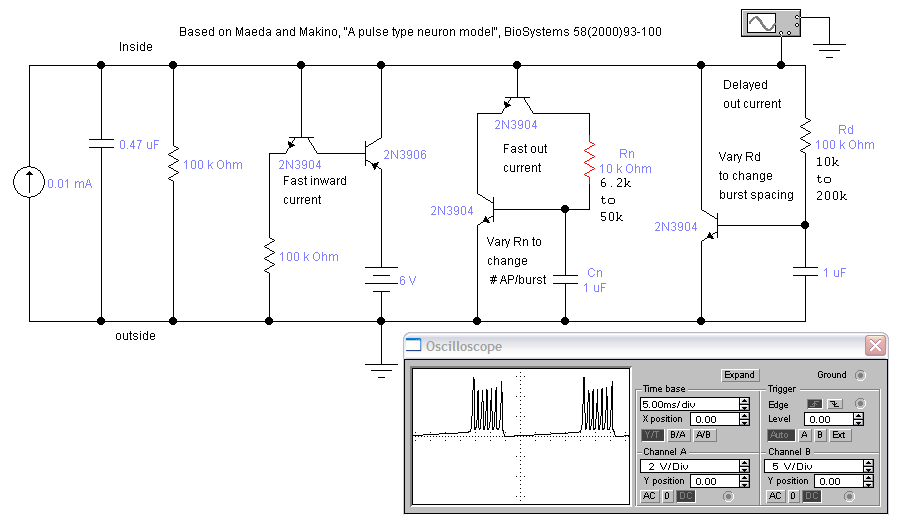 Based on Maeda and Makino, "A pulse type neuron model", BioSystems 58(2000)93-100
Inside
0.01 mA
0.47 uF
100 k Ohm
2N3904
Fast inward
current
100 k Ohm
2N3906
6 V
2N3904
Fast out
current
Rn
10 k Ohm
6.2k
to
50k
2N3904
Vary Rn to
change
# AP/burst
Cn
1 uF
Delayed
out current
Vary Rd
to change
burst spacing
Rd
100 k Ohm
10k
to
200k
2N3904
1 uF
outside
Oscilloscope
Expand
Ground
Time base
5.00ms/div
X position 0.00
Y/T B/A A/B
Trigger
Edge
Level 0.00
Auto A B Ext
Channel A
2 V/Div
Y position 0.00
AC 0 DC
Channel B
5 V/Div
Y position 0.00
AC 0 DC